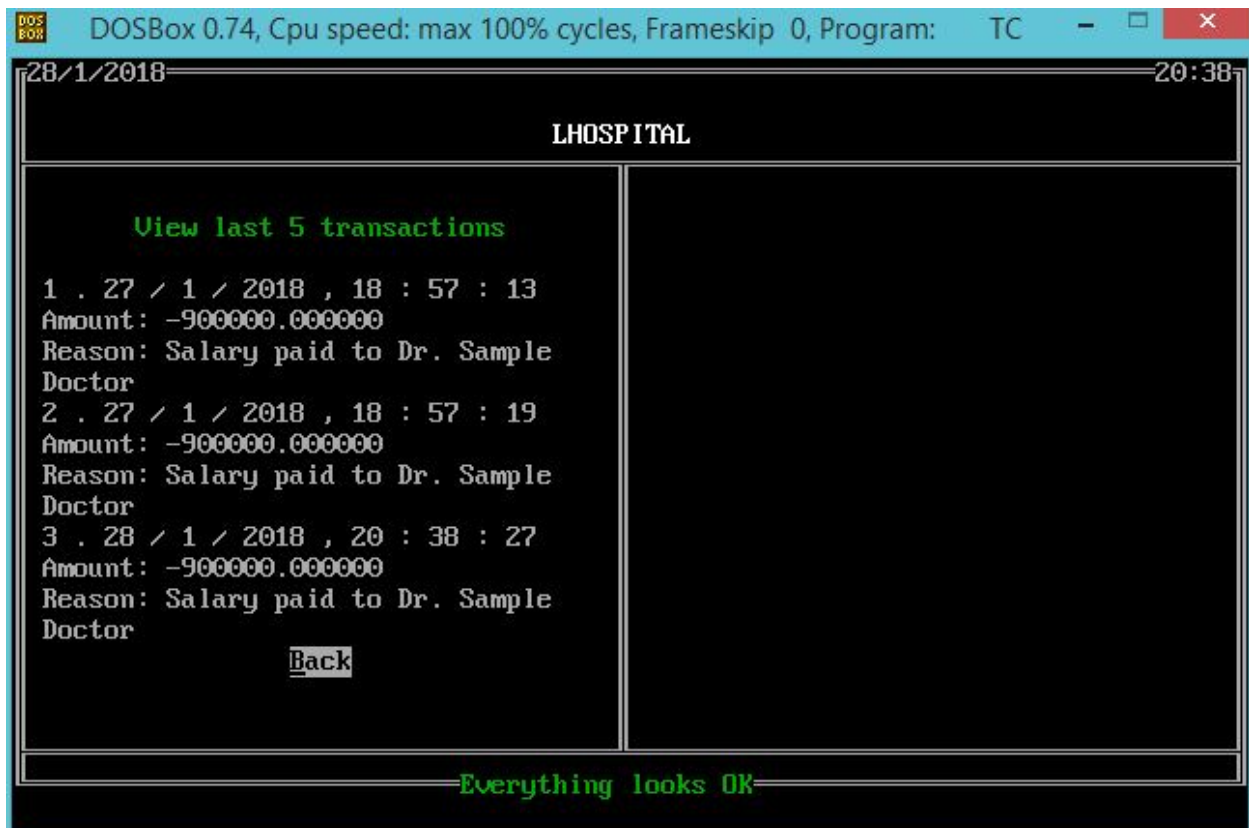 DOS
BOX
DOSBox 0.74, Cpu speed: max 100% cycles, Frameskip 0, Program: TC
28/1/2018 20:38
LHOSPITAL
View last 5 transactions
1 . 27 / 1 / 2018 , 18 : 57 : 13
Amount: -900000.000000
Reason: Salary paid to Dr. Sample
Doctor
2 . 27 / 1 / 2018 , 18 : 57 : 19
Amount: -900000.000000
Reason: Salary paid to Dr. Sample
Doctor
3 . 28 / 1 / 2018 , 20 : 38 : 27
Amount: -900000.000000
Reason: Salary paid to Dr. Sample
Doctor
Back
Everything looks OK